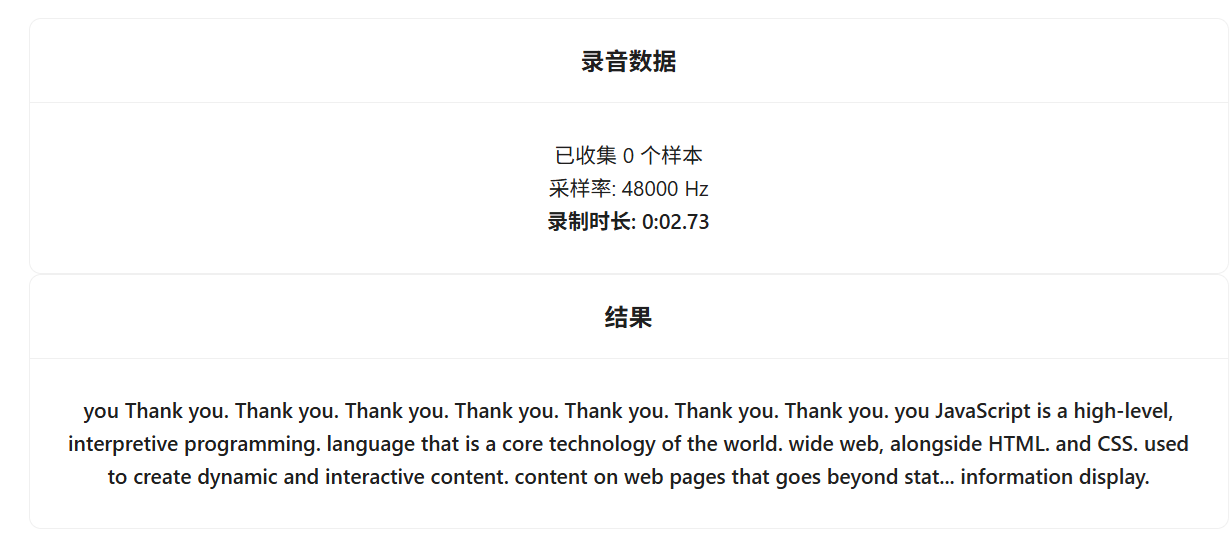 录音数据
已收集 0 个样本
采样率: 48000 Hz
录制时长: 0:02.73
结果
you Thank you. Thank you. Thank you. Thank you. Thank you. Thank you. Thank you. you JavaScript is a high-level,
interpretive programming. language that is a core technology of the world. wide web, alongside HTML. and CSS. used
to create dynamic and interactive content. content on web pages that goes beyond stat... information display.